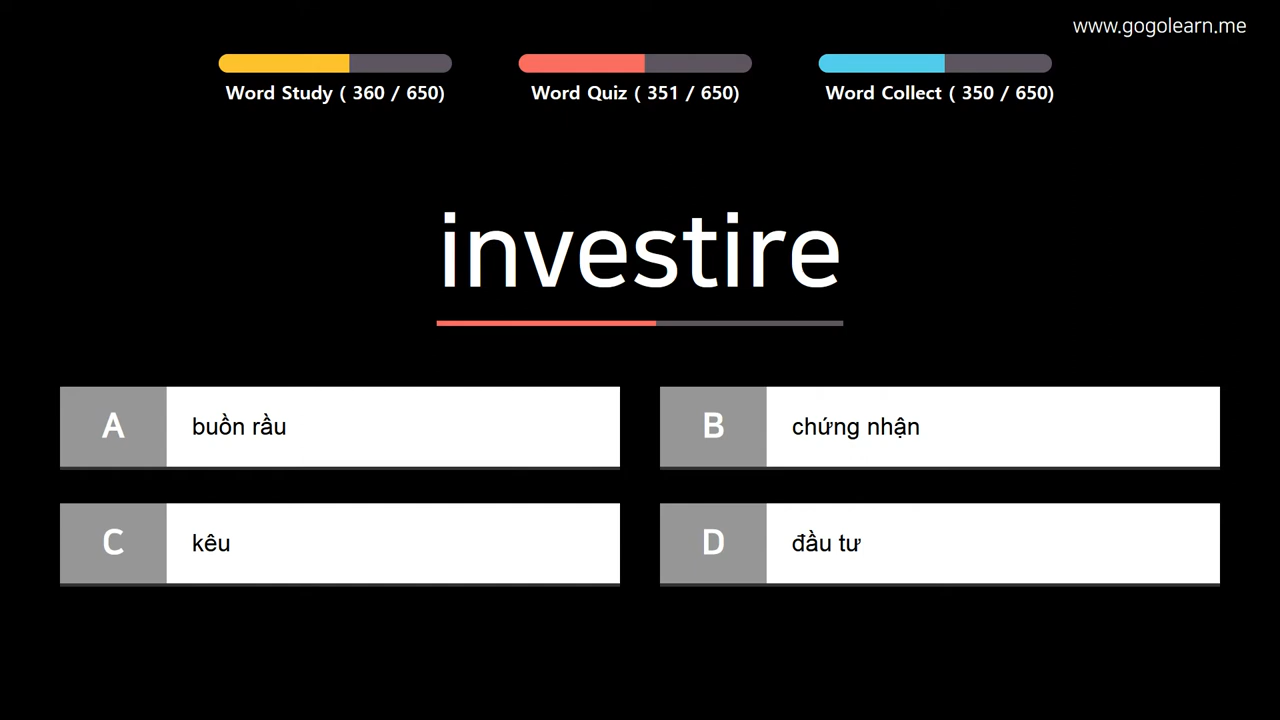 www.gogolearn.me
Word Study ( 360 / 650)
Word Quiz ( 351 / 650)
Word Collect ( 350 / 650)
investire
A buồn rầu
B chứng nhận
C kêu
D đầu tư